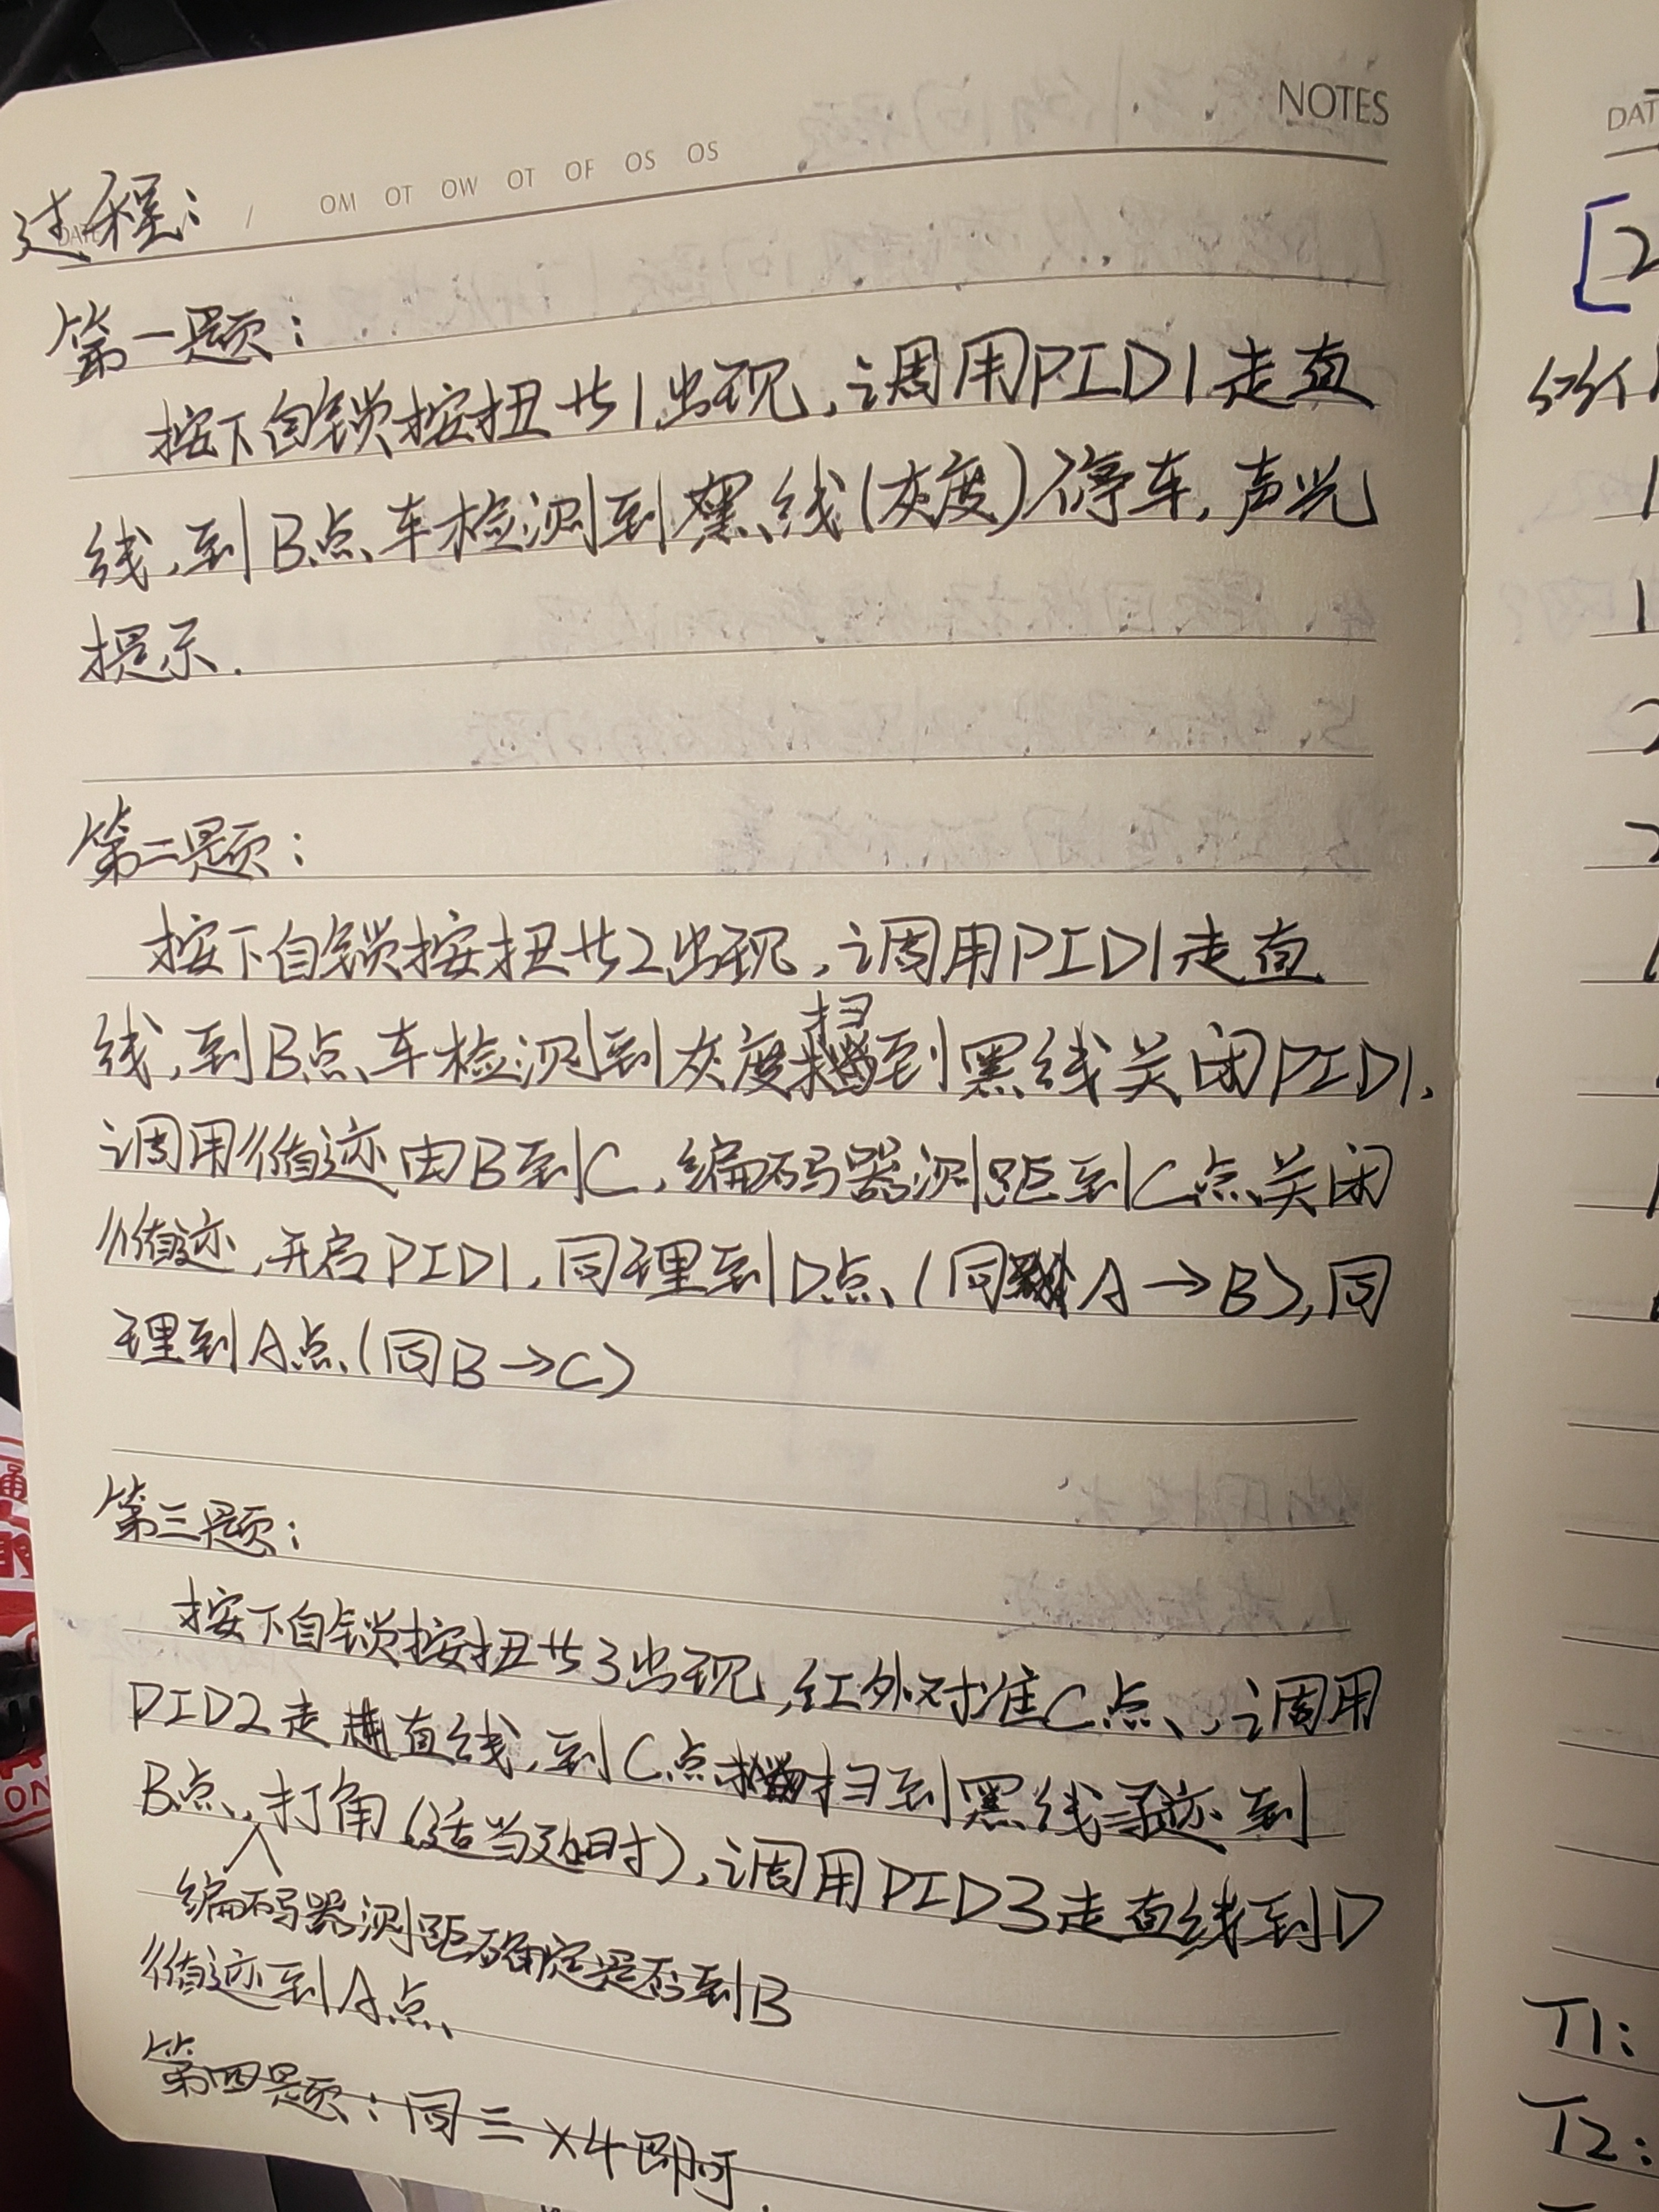 NOTES
DATE / OM OT OW OT OF OS OS
过程：
第一题：
按下自锁按扭 #1出现，调用PID1走直
线，到B点车检测到黑线(灰度)停车，声光
提示.
第二题：
按下自锁按扭 #2出现，调用PID1走直
线，到B点车检测到灰度扫到黑线关闭PID1，
调用循迹由B到C，编码器测距到C点关闭
循迹，开启PID1，同理到D点(同A→B)，同
理到A点(同B→C)
第三题：
按下自锁按扭 #3出现，红外对准C点，调用
PID2走直线，到C点扫到黑线寻迹到
B点，打角(适当延时)，调用PID3走直线到D
编码器测距确定是否到B
循迹到A点
第四题：同三×4即可
DAT
[2
T1:
T2: